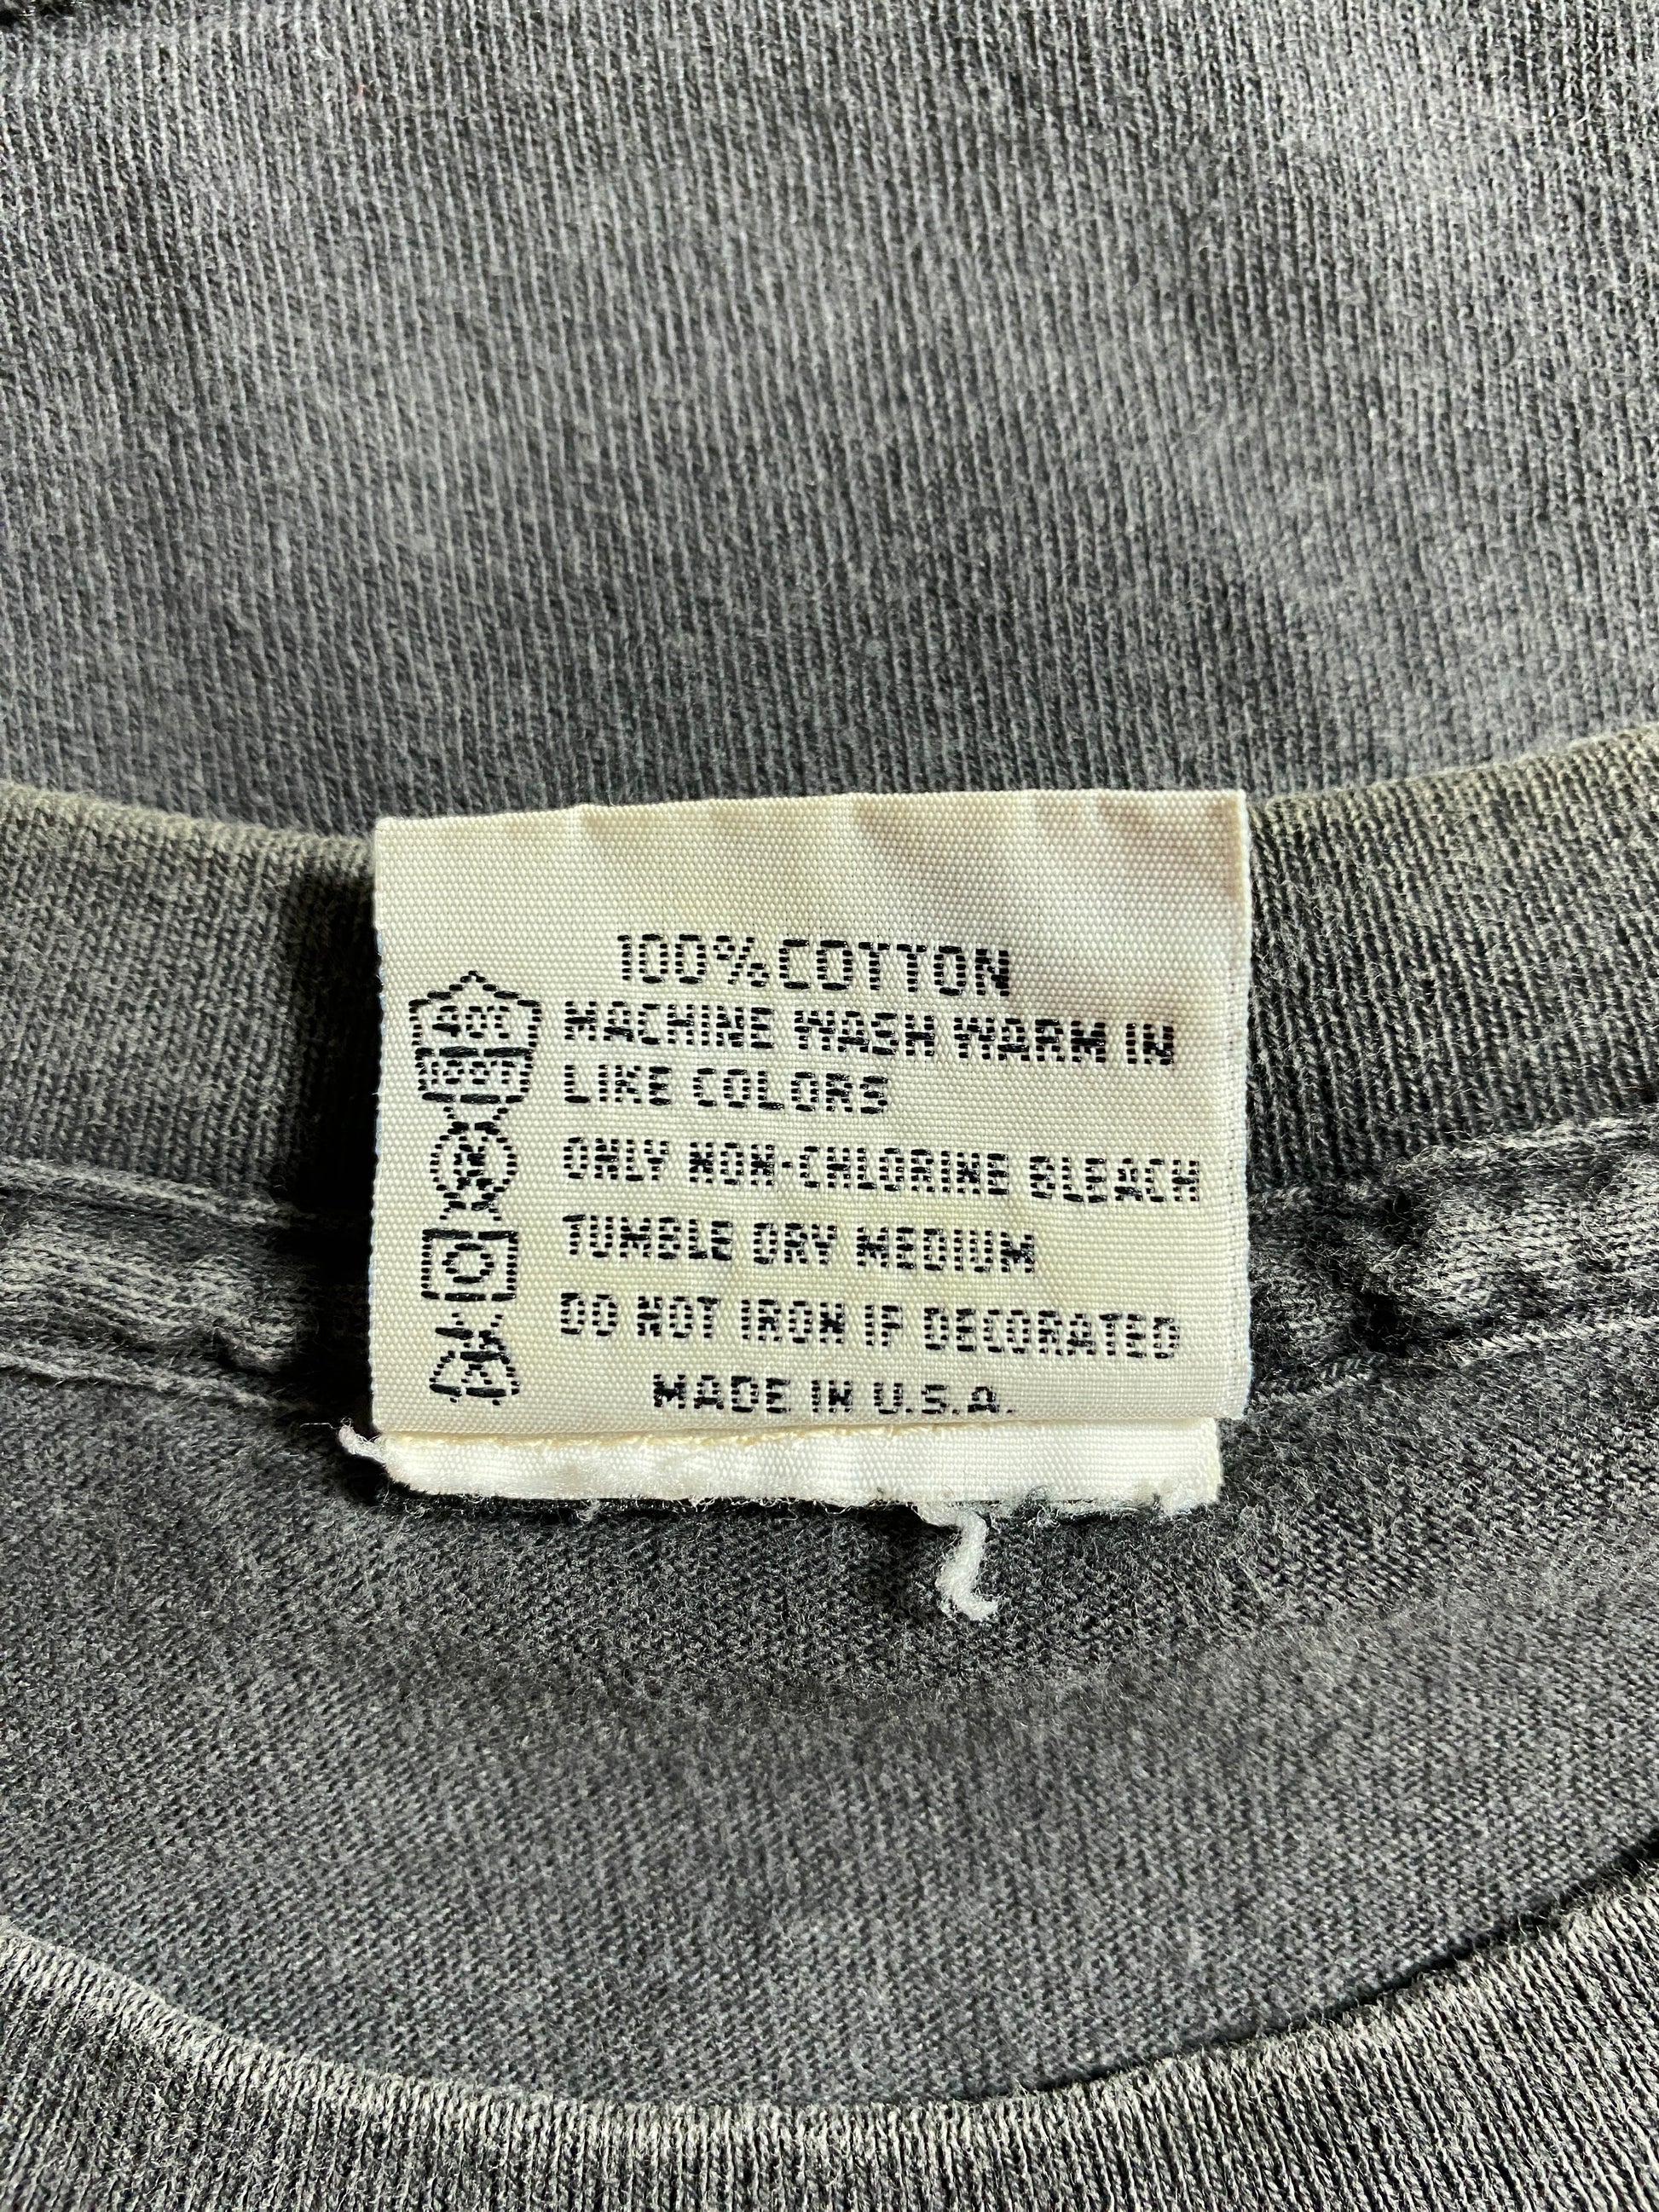 100% COTTON
MACHINE WASH WARM IN
LIKE COLORS
ONLY NON-CHLORINE BLEACH
TUMBLE DRY MEDIUM
DO NOT IRON IF DECORATED
MADE IN U.S.A.